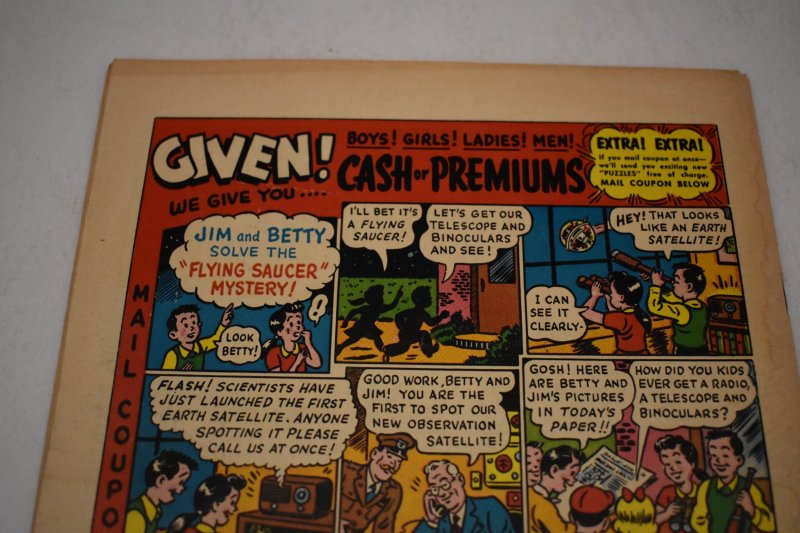 GIVEN!
WE GIVE YOU ....
BOYS! GIRLS! LADIES! MEN!
CASH or PREMIUMS
EXTRA! EXTRA!
If you mail coupon at once—
we'll send you exciting new
"PUZZLES" free of charge.
MAIL COUPON BELOW
MAIL COUPO
JIM and BETTY
SOLVE THE
"FLYING SAUCER"
MYSTERY!
LOOK
BETTY!
?
I'LL BET IT'S
A FLYING
SAUCER!
LET'S GET OUR
TELESCOPE AND
BINOCULARS
AND SEE!
HEY! THAT LOOKS
LIKE AN EARTH
SATELLITE!
I CAN
SEE IT
CLEARLY-
FLASH! SCIENTISTS HAVE
JUST LAUNCHED THE FIRST
EARTH SATELLITE. ANYONE
SPOTTING IT PLEASE
CALL US AT ONCE!
GOOD WORK, BETTY AND
JIM! YOU ARE THE
FIRST TO SPOT OUR
NEW OBSERVATION
SATELLITE!
GOSH! HERE
ARE BETTY AND
JIM'S PICTURES
IN TODAY'S
PAPER!!
HOW DID YOU KIDS
EVER GET A RADIO,
A TELESCOPE AND
BINOCULARS?